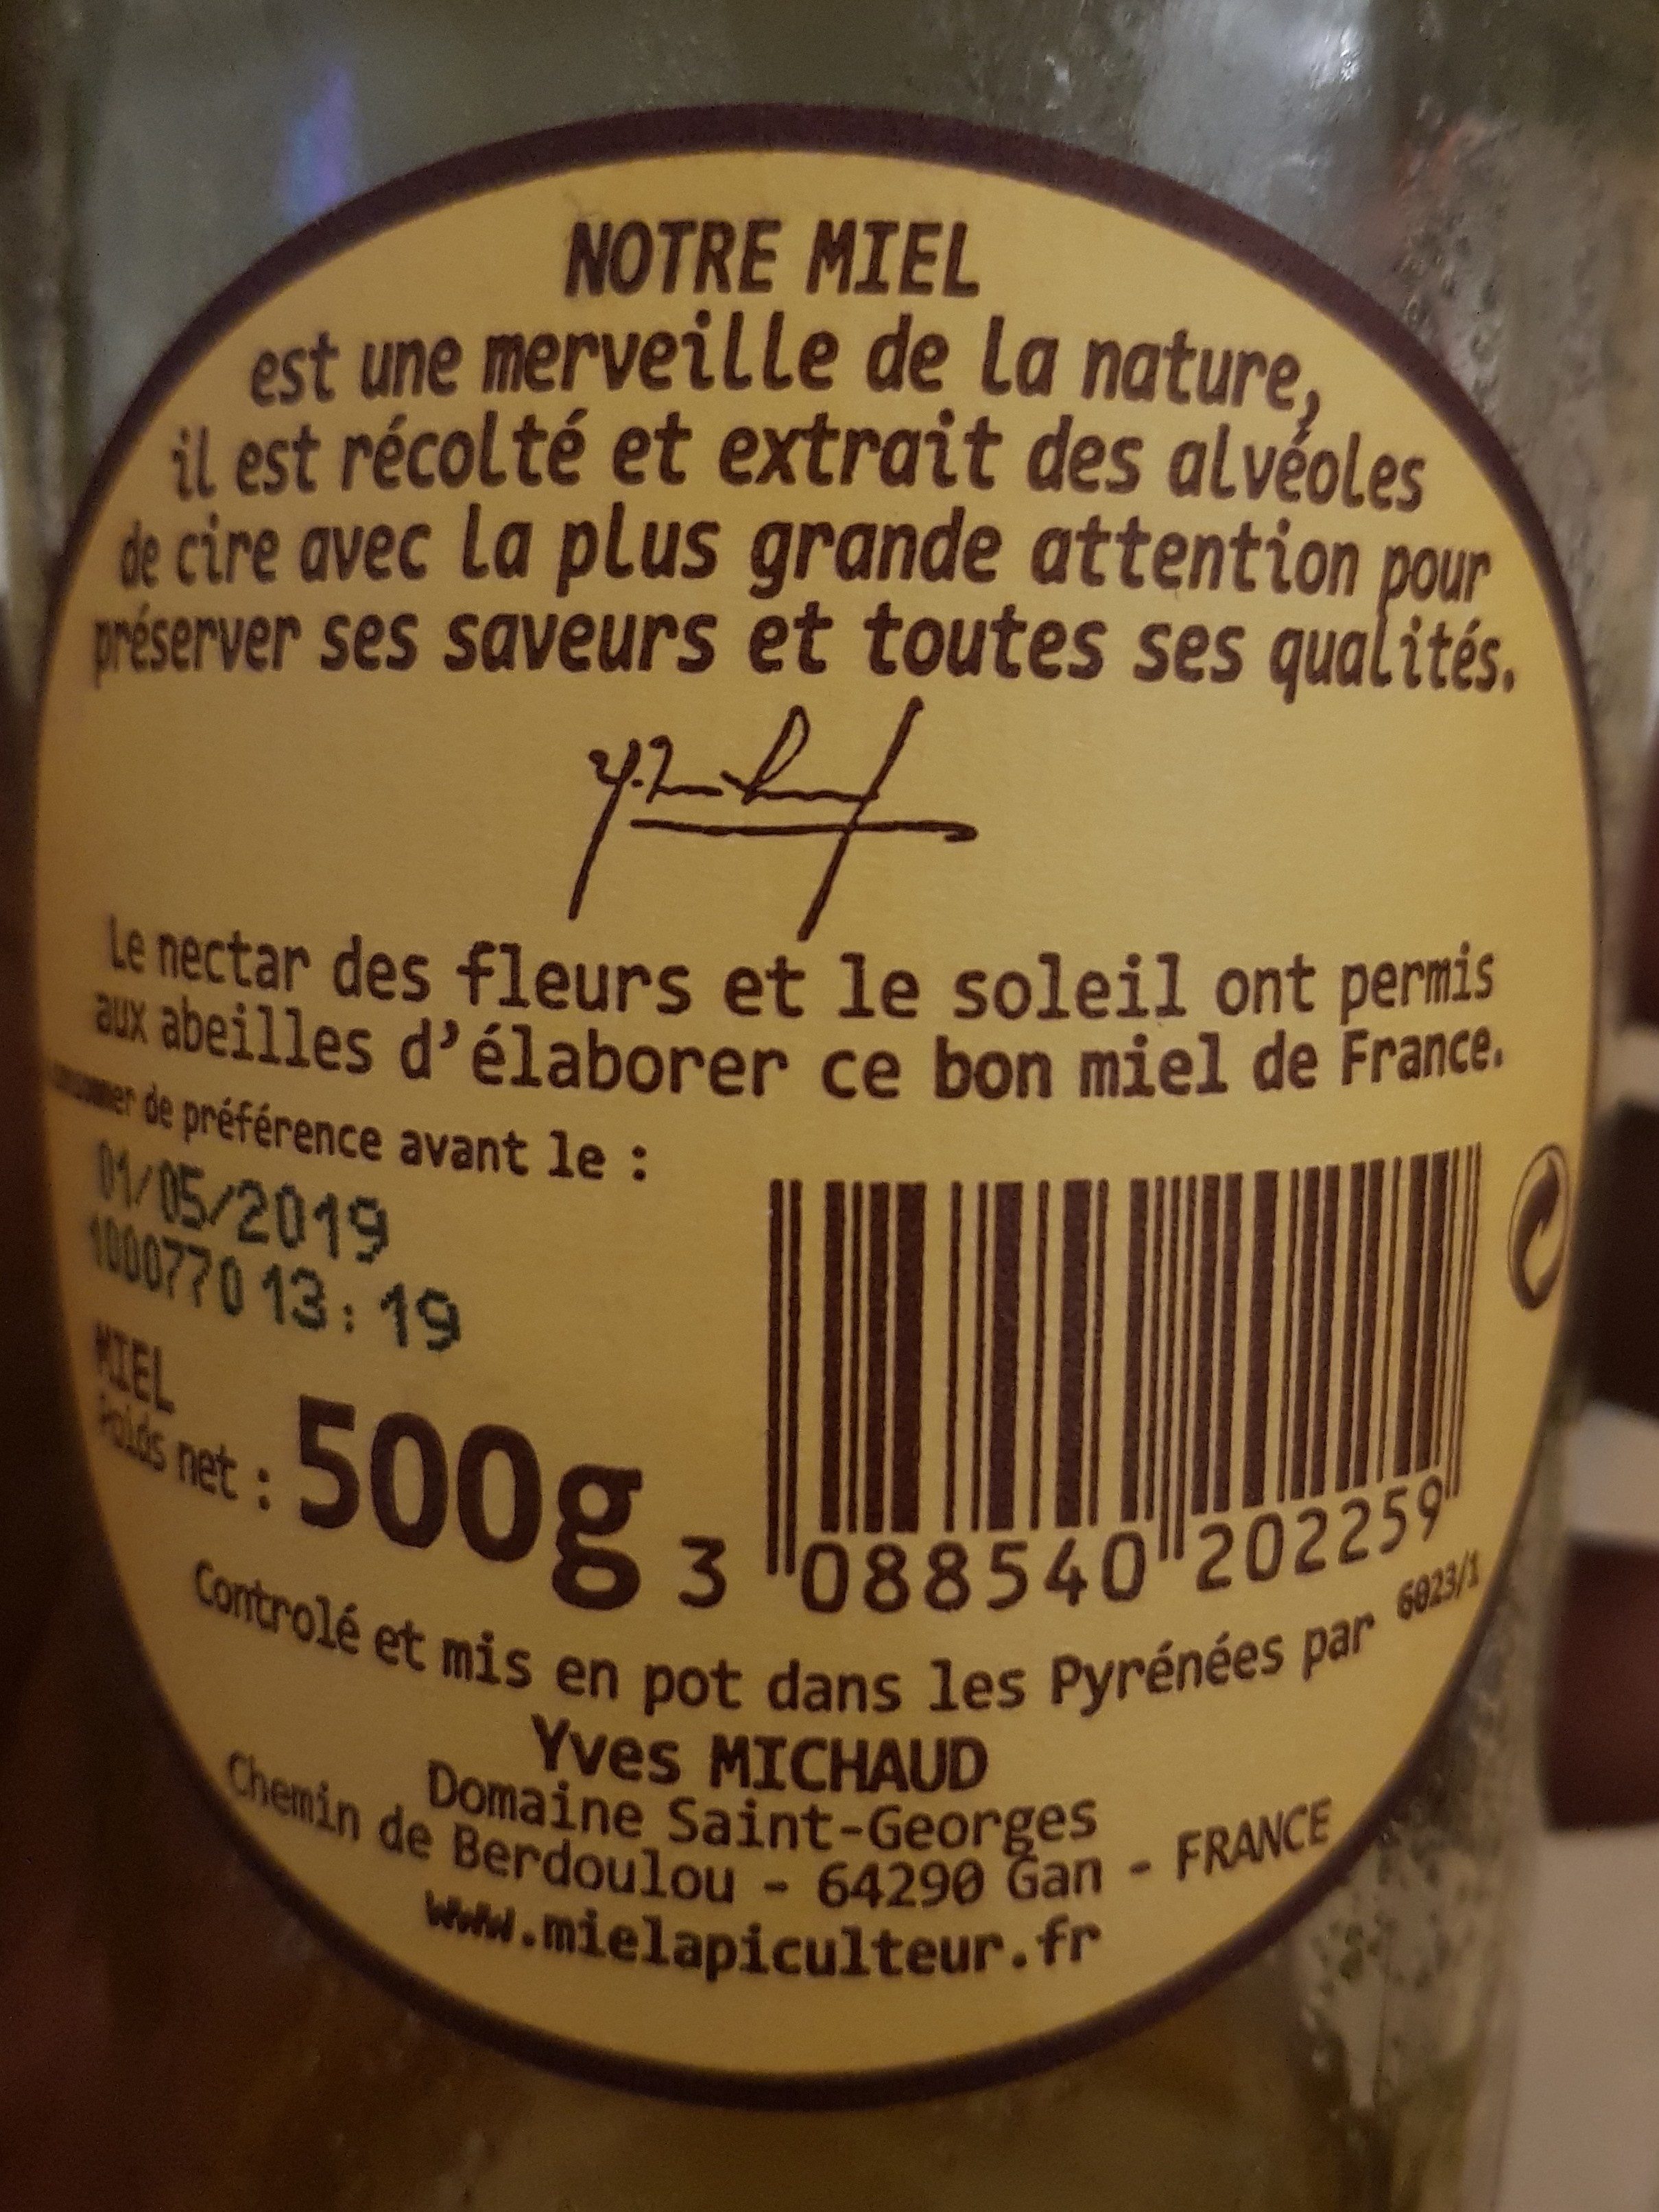 NOTRE MIEL
est une merveille de la nature,
il est récolté et extrait des alvéoles
de cire avec la plus grande attention pour
préserver ses saveurs et toutes ses qualités.
Le nectar des fleurs et le soleil ont permis
aux abeilles d'élaborer ce bon miel de France.
de préférence avant le :
01/05/2019
1000770 13:19
MIEL
Poids net : 500g
3 088540 202259
6023/1
Controlé et mis en pot dans les Pyrénées par
Yves MICHAUD
Domaine Saint-Georges
Chemin de Berdoulou - 64290 Gan - FRANCE
www.mielapiculteur.fr